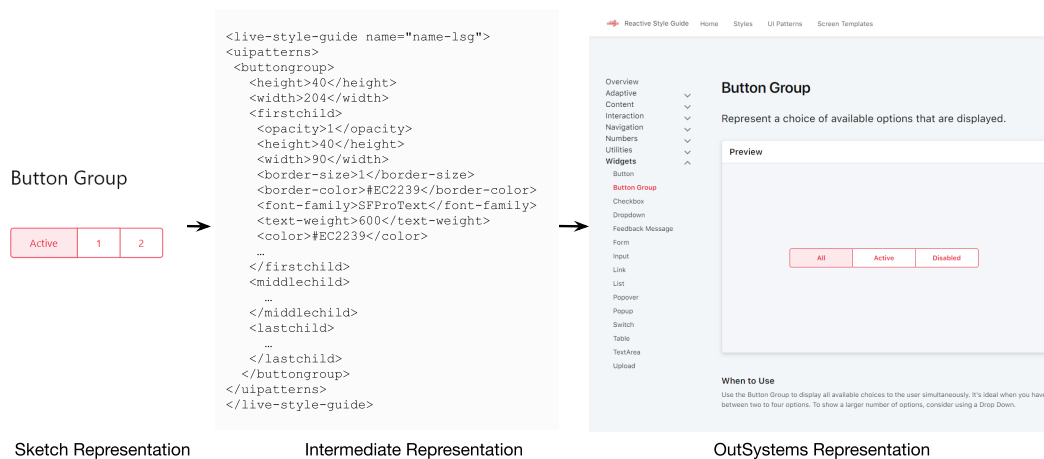 Button Group
Active 1 2
Sketch Representation
<live-style-guide name="name-lsg">
<uipatterns>
<buttongroup>
<height>40</height>
<width>204</width>
<firstchild>
<opacity>1</opacity>
<height>40</height>
<width>90</width>
<border-size>1</border-size>
<border-color>#EC2239</border-color>
<font-family>SFProText</font-family>
<text-weight>600</text-weight>
<color>#EC2239</color>
…
</firstchild>
<middlechild>
…
</middlechild>
<lastchild>
…
</lastchild>
</buttongroup>
</uipatterns>
</live-style-guide>
Intermediate Representation
Reactive Style Guide Home Styles UI Patterns Screen Templates
Overview
Adaptive
Content
Interaction
Navigation
Numbers
Utilities
Widgets
Button
Button Group
Checkbox
Dropdown
Feedback Message
Form
Input
Link
List
Popover
Popup
Switch
Table
TextArea
Upload
Button Group
Represent a choice of available options that are displayed.
Preview
All Active Disabled
When to Use
Use the Button Group to display all available choices to the user simultaneously. It's ideal when you have
between two to four options. To show a larger number of options, consider using a Drop Down.
OutSystems Representation